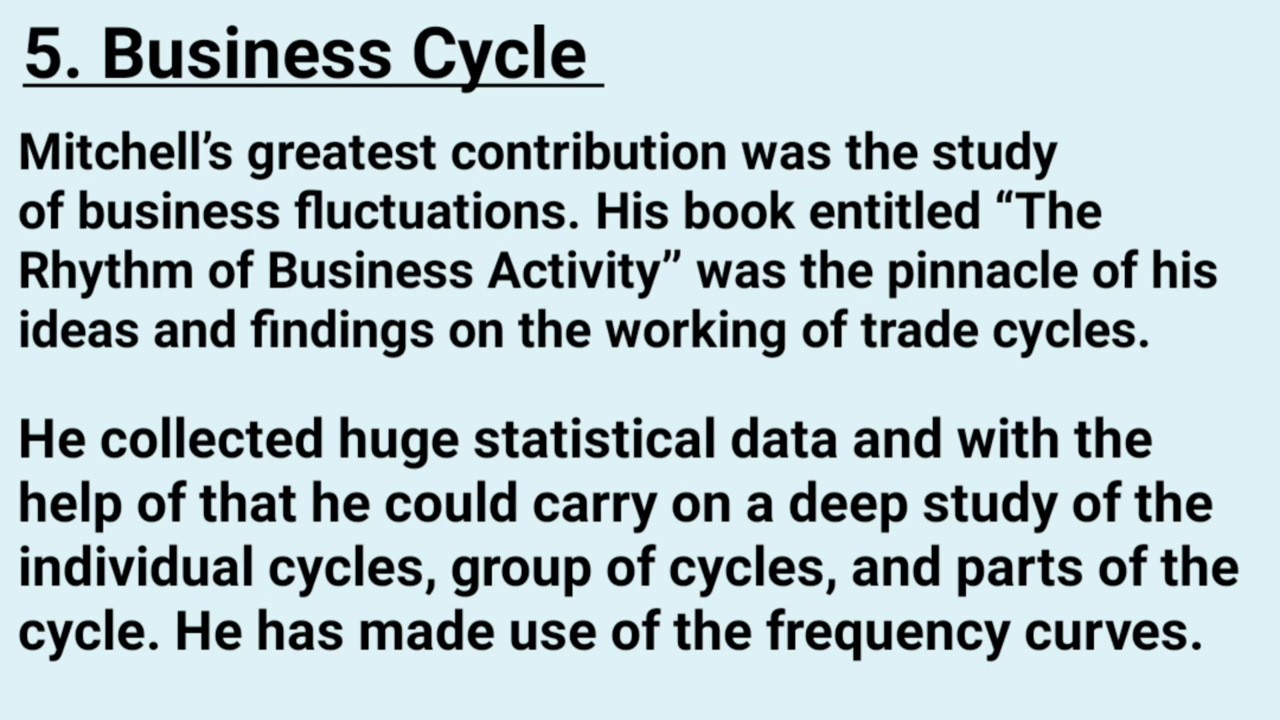 5. Business Cycle
Mitchell’s greatest contribution was the study
of business fluctuations. His book entitled “The
Rhythm of Business Activity” was the pinnacle of his
ideas and findings on the working of trade cycles.
He collected huge statistical data and with the
help of that he could carry on a deep study of the
individual cycles, group of cycles, and parts of the
cycle. He has made use of the frequency curves.